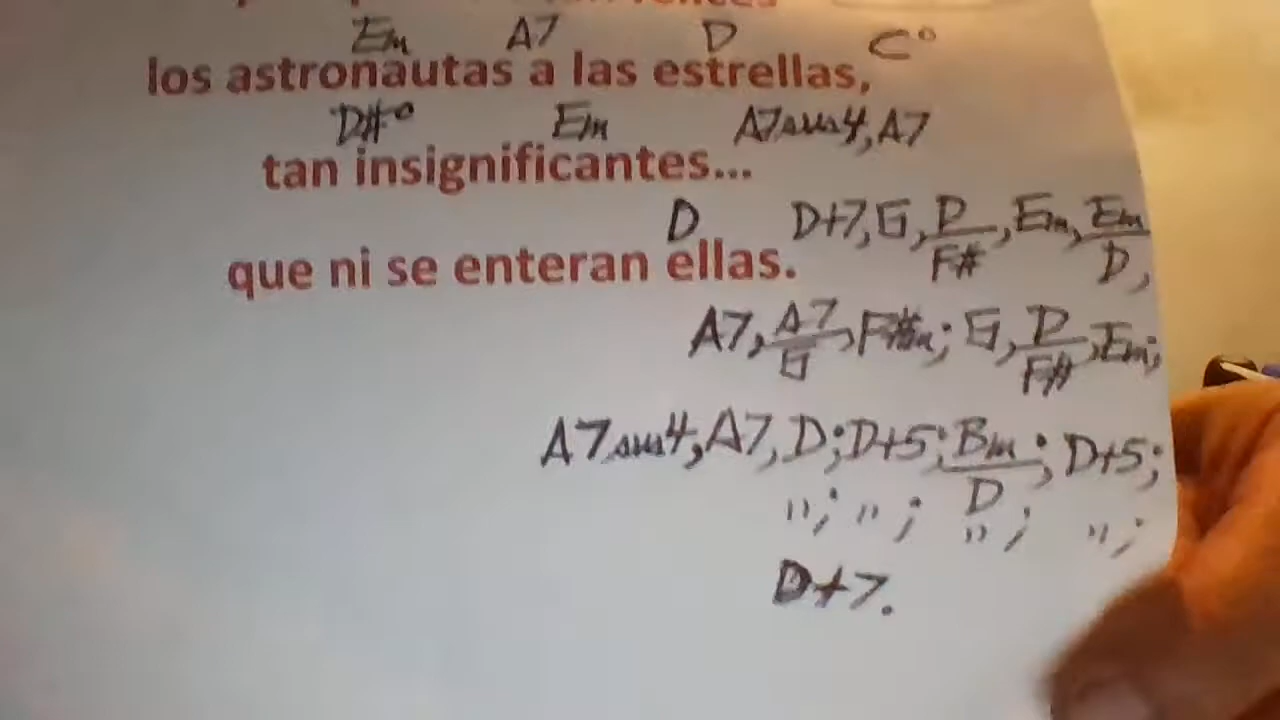 Em A7 D C°
los astronautas a las estrellas,
D#° Em A7sus4, A7
tan insignificantes...
D D+7, G, D/F#, Em, Em/D,
que ni se enteran ellas.
A7, A7/G, F#m; G, D/F#, Em;
A7sus4, A7, D; D+5; Bm/D; D+5;
"; "; "; ";
D+7.